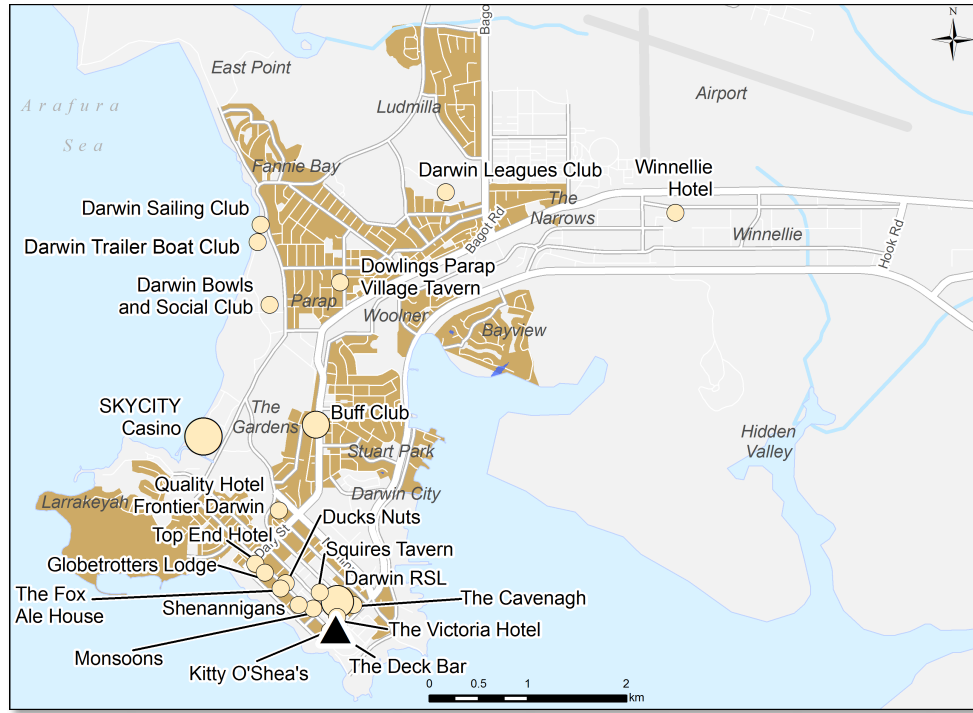 N
Bago
East Point
Arafura
Sea
Ludmilla
Airport
Fannie Bay
Darwin Leagues Club
Winnellie
Hotel
The
Narrows
Darwin Sailing Club
Bagot Rd
Winnellie
Hook Rd
Darwin Trailer Boat Club
Dowlings Parap
Village Tavern
Darwin Bowls
and Social Club
Parap
Woolner
Bayview
SKYCITY
Casino
The
Gardens
Buff Club
Stuart Park
Hidden
Valley
Quality Hotel
Frontier Darwin
Darwin City
Larrakeyah
Ducks Nuts
Top End Hotel
Day St
Squires Tavern
Globetrotters Lodge
Darwin RSL
The Fox
Ale House
Shenannigans
The Cavenagh
The Victoria Hotel
Monsoons
Kitty O'Shea's
The Deck Bar
0 0.5 1 2
km